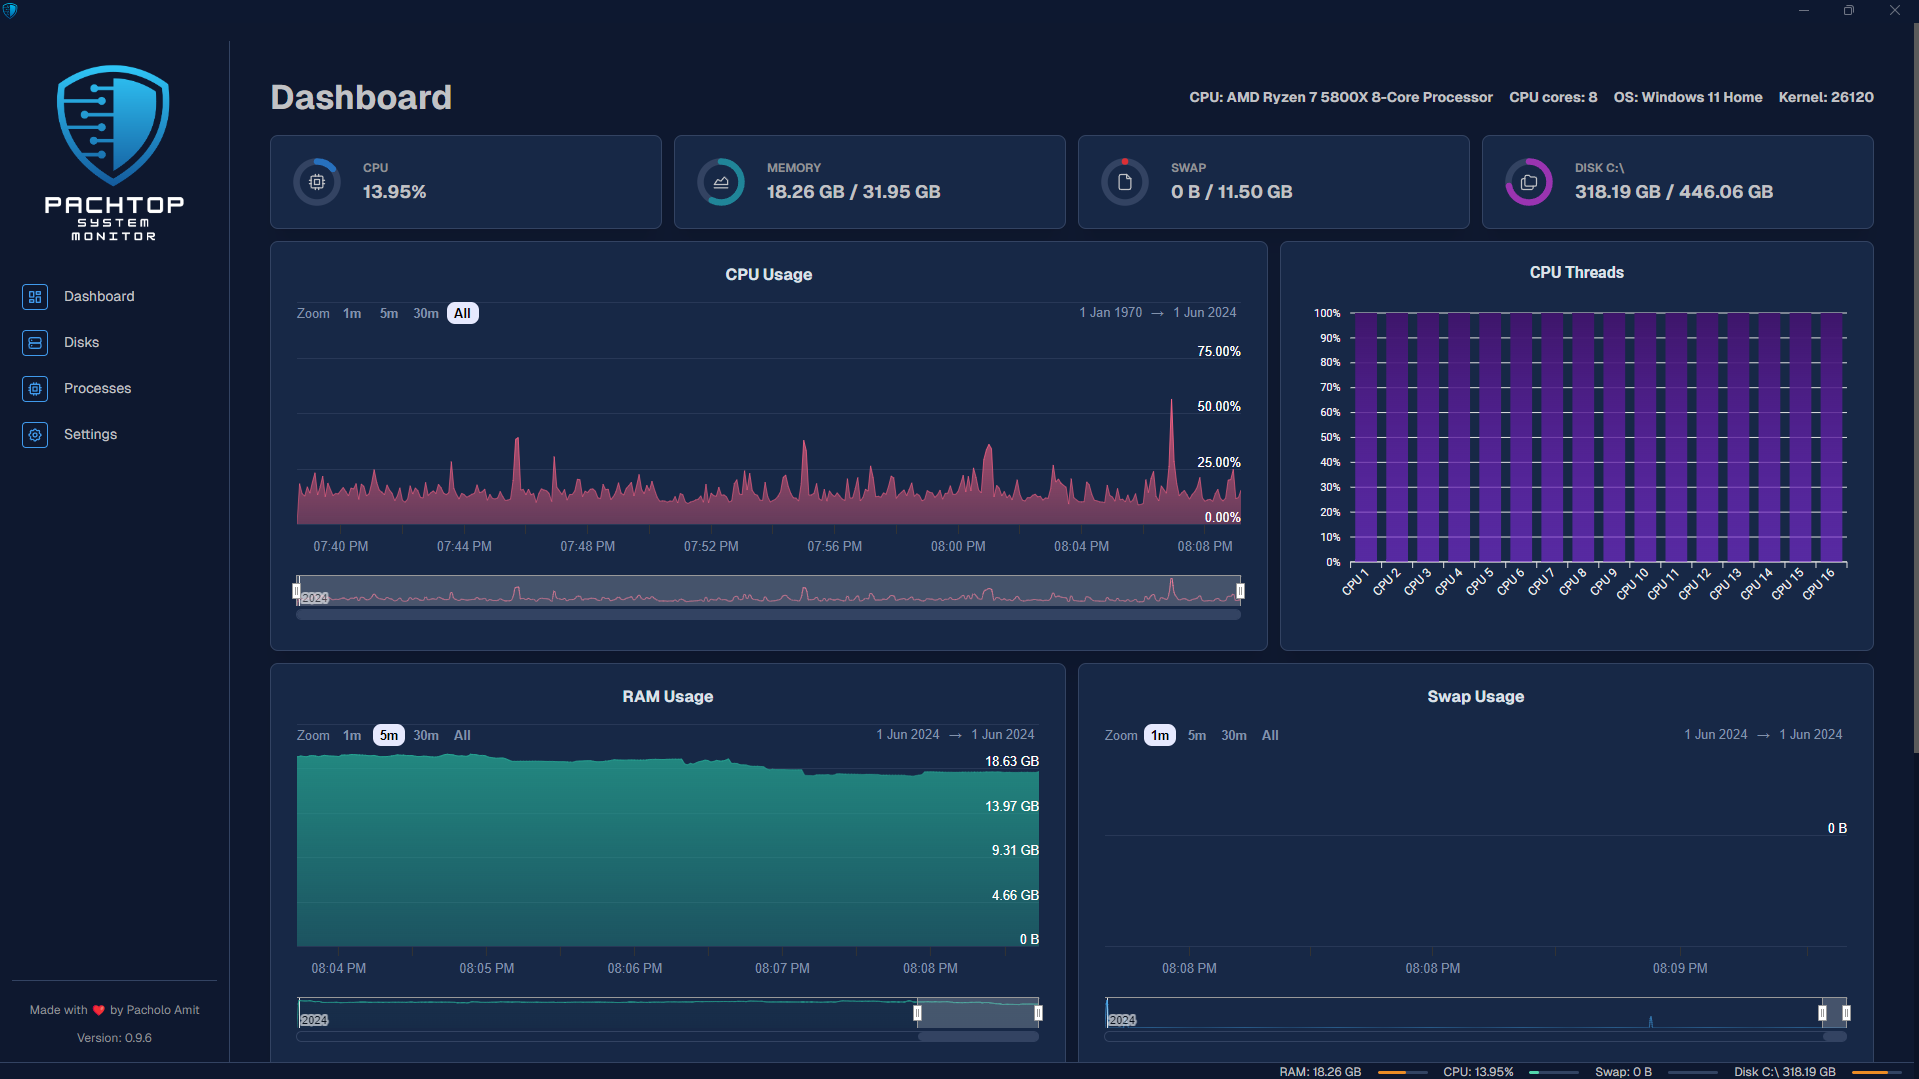 PACHTOP
SYSTEM
MONITOR
Dashboard
Disks
Processes
Settings
Made with ❤️ by Pacholo Amit
Version: 0.9.6
Dashboard
CPU: AMD Ryzen 7 5800X 8-Core Processor CPU cores: 8 OS: Windows 11 Home Kernel: 26120
CPU
13.95%
MEMORY
18.26 GB / 31.95 GB
SWAP
0 B / 11.50 GB
DISK C:\
318.19 GB / 446.06 GB
CPU Usage
Zoom 1m 5m 30m All 1 Jan 1970 → 1 Jun 2024
75.00%
50.00%
25.00%
0.00%
07:40 PM 07:44 PM 07:48 PM 07:52 PM 07:56 PM 08:00 PM 08:04 PM 08:08 PM
2024
CPU Threads
100%
90%
80%
70%
60%
50%
40%
30%
20%
10%
0%
CPU 1 CPU 2 CPU 3 CPU 4 CPU 5 CPU 6 CPU 7 CPU 8 CPU 9 CPU 10 CPU 11 CPU 12 CPU 13 CPU 14 CPU 15 CPU 16
RAM Usage
Zoom 1m 5m 30m All 1 Jun 2024 → 1 Jun 2024
18.63 GB
13.97 GB
9.31 GB
4.66 GB
0 B
08:04 PM 08:05 PM 08:06 PM 08:07 PM 08:08 PM
2024
Swap Usage
Zoom 1m 5m 30m All 1 Jun 2024 → 1 Jun 2024
0 B
08:08 PM 08:08 PM 08:09 PM
2024
RAM: 18.26 GB CPU: 13.95% Swap: 0 B Disk C:\ 318.19 GB